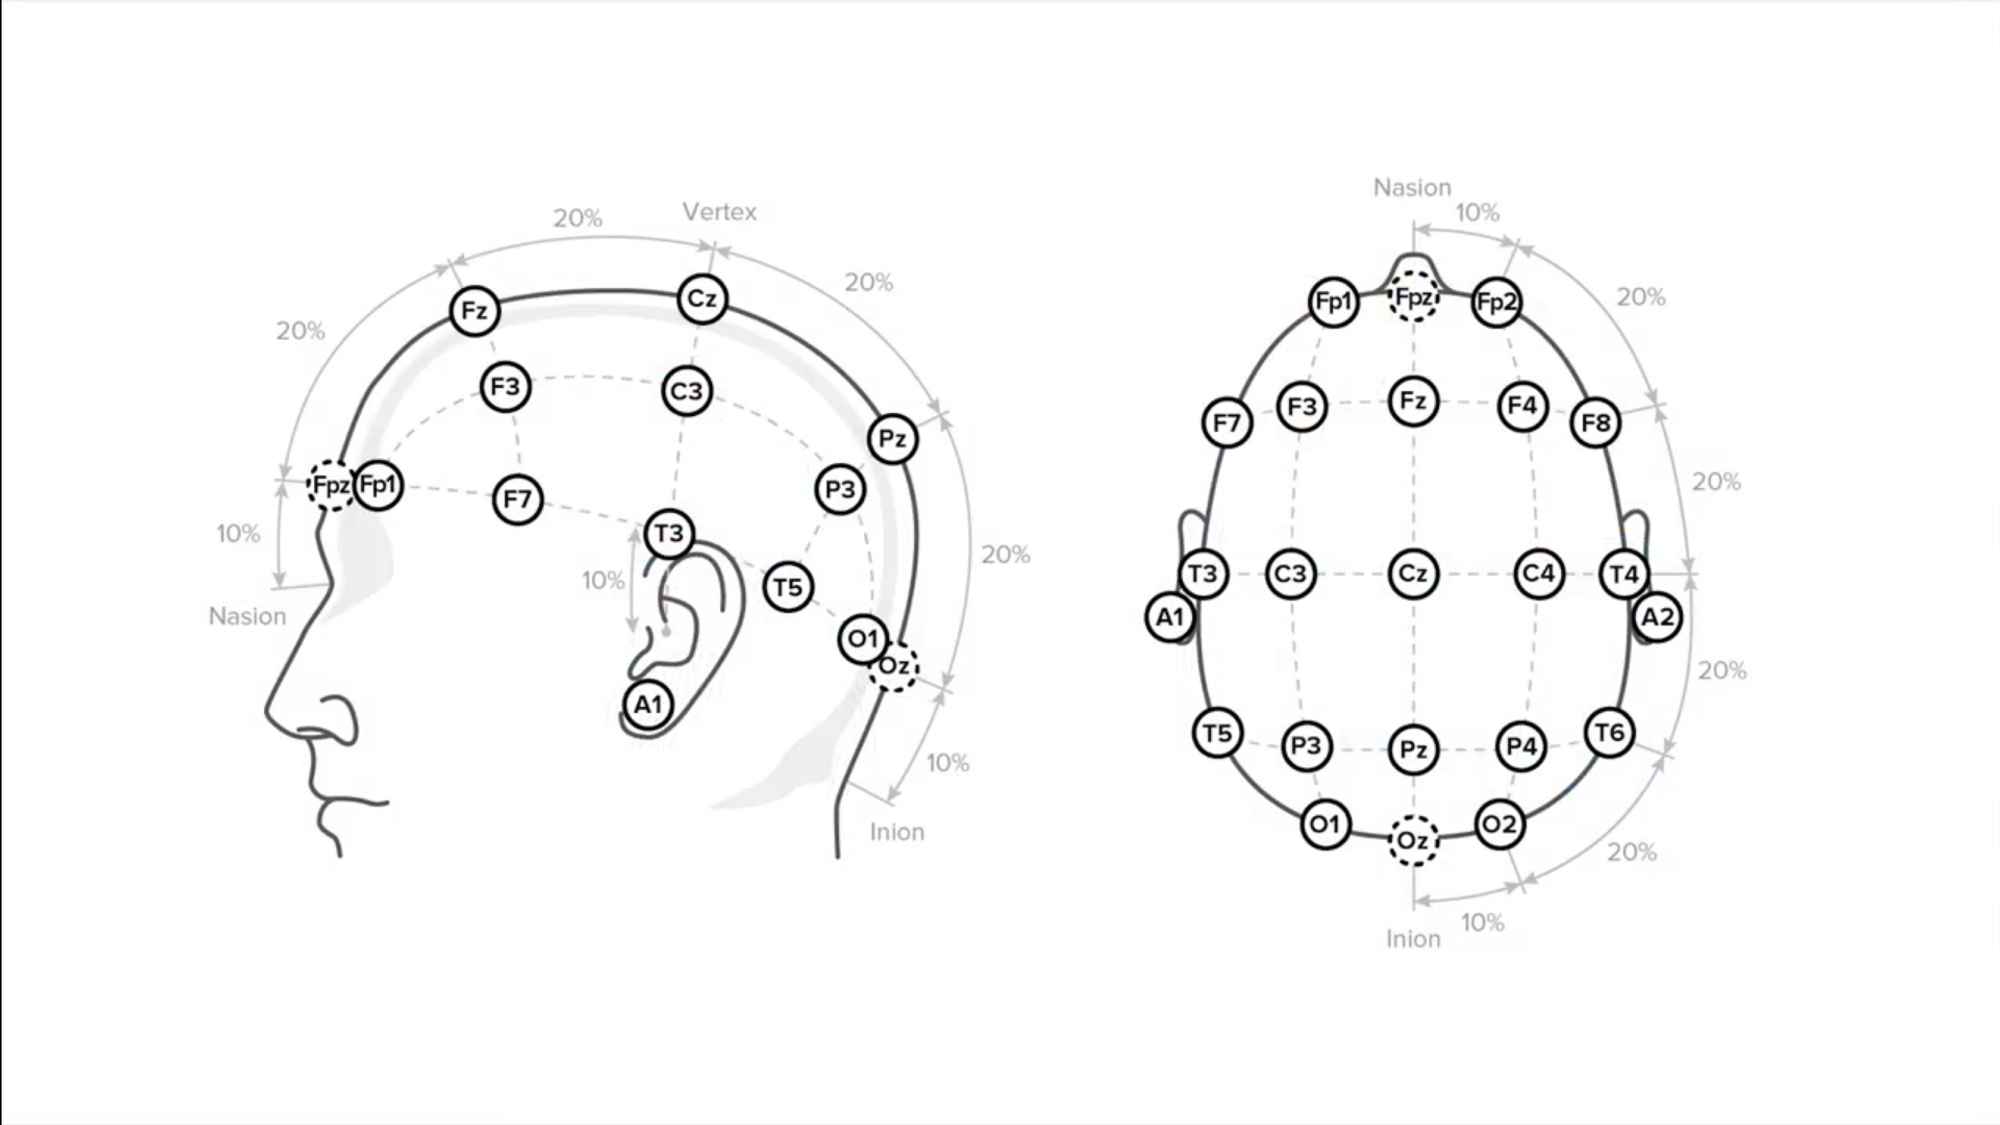 20%
Vertex
20%
20%
Fz
Cz
F3
C3
Pz
Fpz
Fp1
F7
P3
10%
T3
20%
10%
T5
Nasion
O1
Oz
A1
10%
Inion
Nasion
10%
Fp1
Fpz
Fp2
20%
F7
F3
Fz
F4
F8
20%
T3
C3
Cz
C4
T4
A1
A2
20%
T5
P3
Pz
P4
T6
O1
Oz
O2
20%
10%
Inion